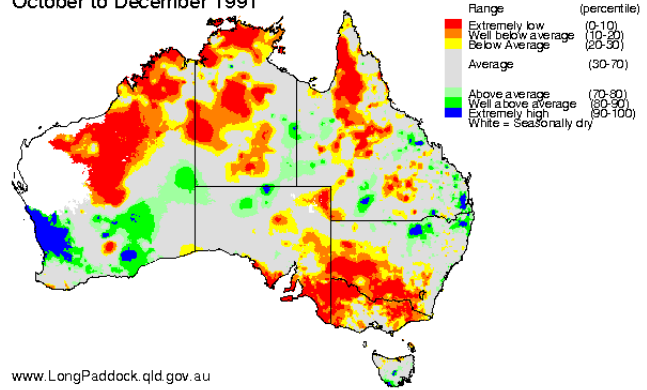 October to December 1991
Range (percentile)
Extremely low (0-10)
Well below average (10-20)
Below Average (20-30)
Average (30-70)
Above average (70-80)
Well above average (80-90)
Extremely high (90-100)
White = Seasonally dry
www.LongPaddock.qld.gov.au